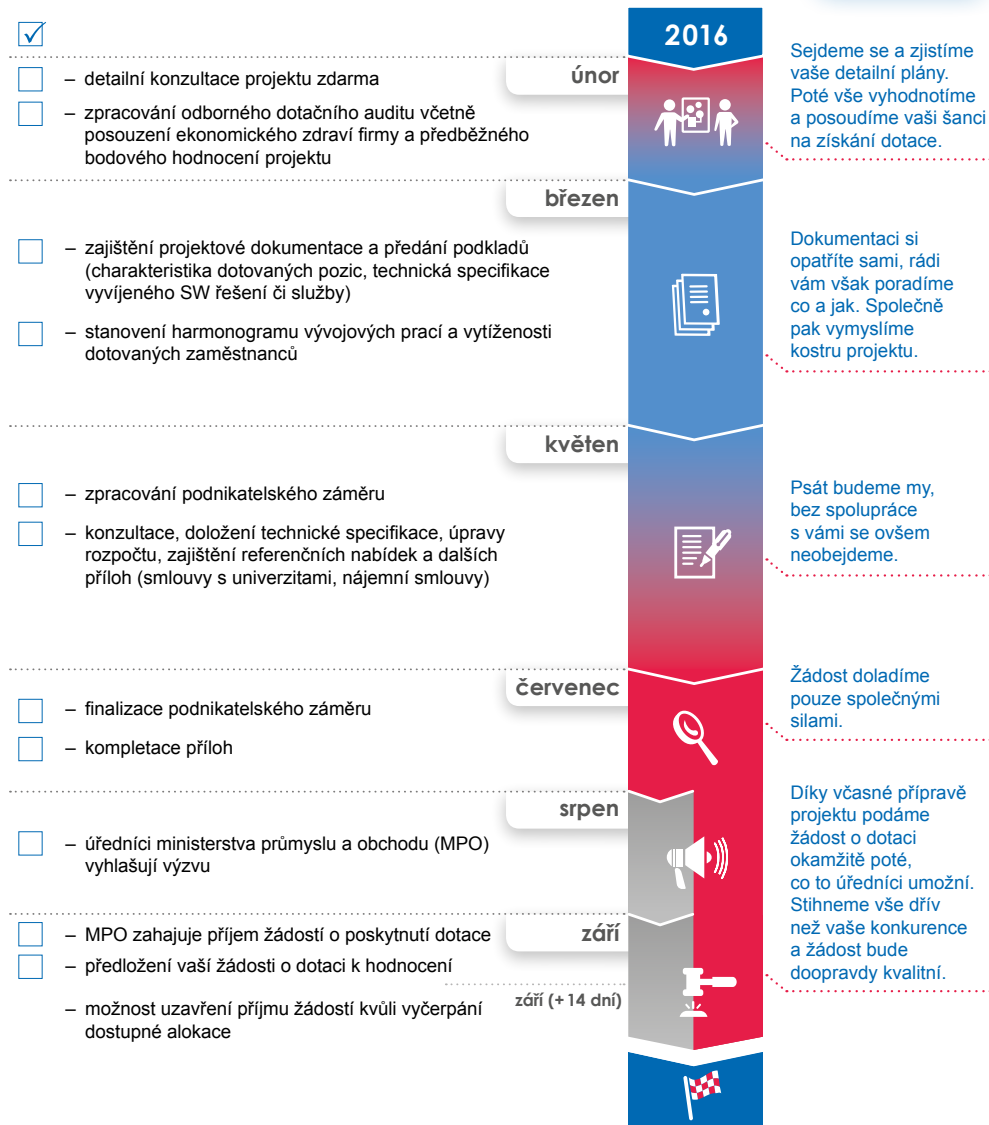 2016
únor
– detailní konzultace projektu zdarma
– zpracování odborného dotačního auditu včetně
posouzení ekonomického zdraví firmy a předběžného
bodového hodnocení projektu
Sejdeme se a zjistíme
vaše detailní plány.
Poté vše vyhodnotíme
a posoudíme vaši šanci
na získání dotace.
březen
– zajištění projektové dokumentace a předání podkladů
(charakteristika dotovaných pozic, technická specifikace
vyvíjeného SW řešení či služby)
– stanovení harmonogramu vývojových prací a vytíženosti
dotovaných zaměstnanců
Dokumentaci si
opatříte sami, rádi
vám však poradíme
co a jak. Společně
pak vymyslíme
kostru projektu.
květen
– zpracování podnikatelského záměru
– konzultace, doložení technické specifikace, úpravy
rozpočtu, zajištění referenčních nabídek a dalších
příloh (smlouvy s univerzitami, nájemní smlouvy)
Psát budeme my,
bez spolupráce
s vámi se ovšem
neobejdeme.
červenec
– finalizace podnikatelského záměru
– kompletace příloh
Žádost doladíme
pouze společnými
silami.
srpen
– úředníci ministerstva průmyslu a obchodu (MPO)
vyhlašují výzvu
Díky včasné přípravě
projektu podáme
žádost o dotaci
okamžitě poté,
co to úředníci umožní.
Stihneme vše dřív
než vaše konkurence
a žádost bude
doopravdy kvalitní.
září
– MPO zahajuje příjem žádostí o poskytnutí dotace
– předložení vaší žádosti o dotaci k hodnocení
září (+ 14 dní)
– možnost uzavření příjmu žádostí kvůli vyčerpání
dostupné alokace